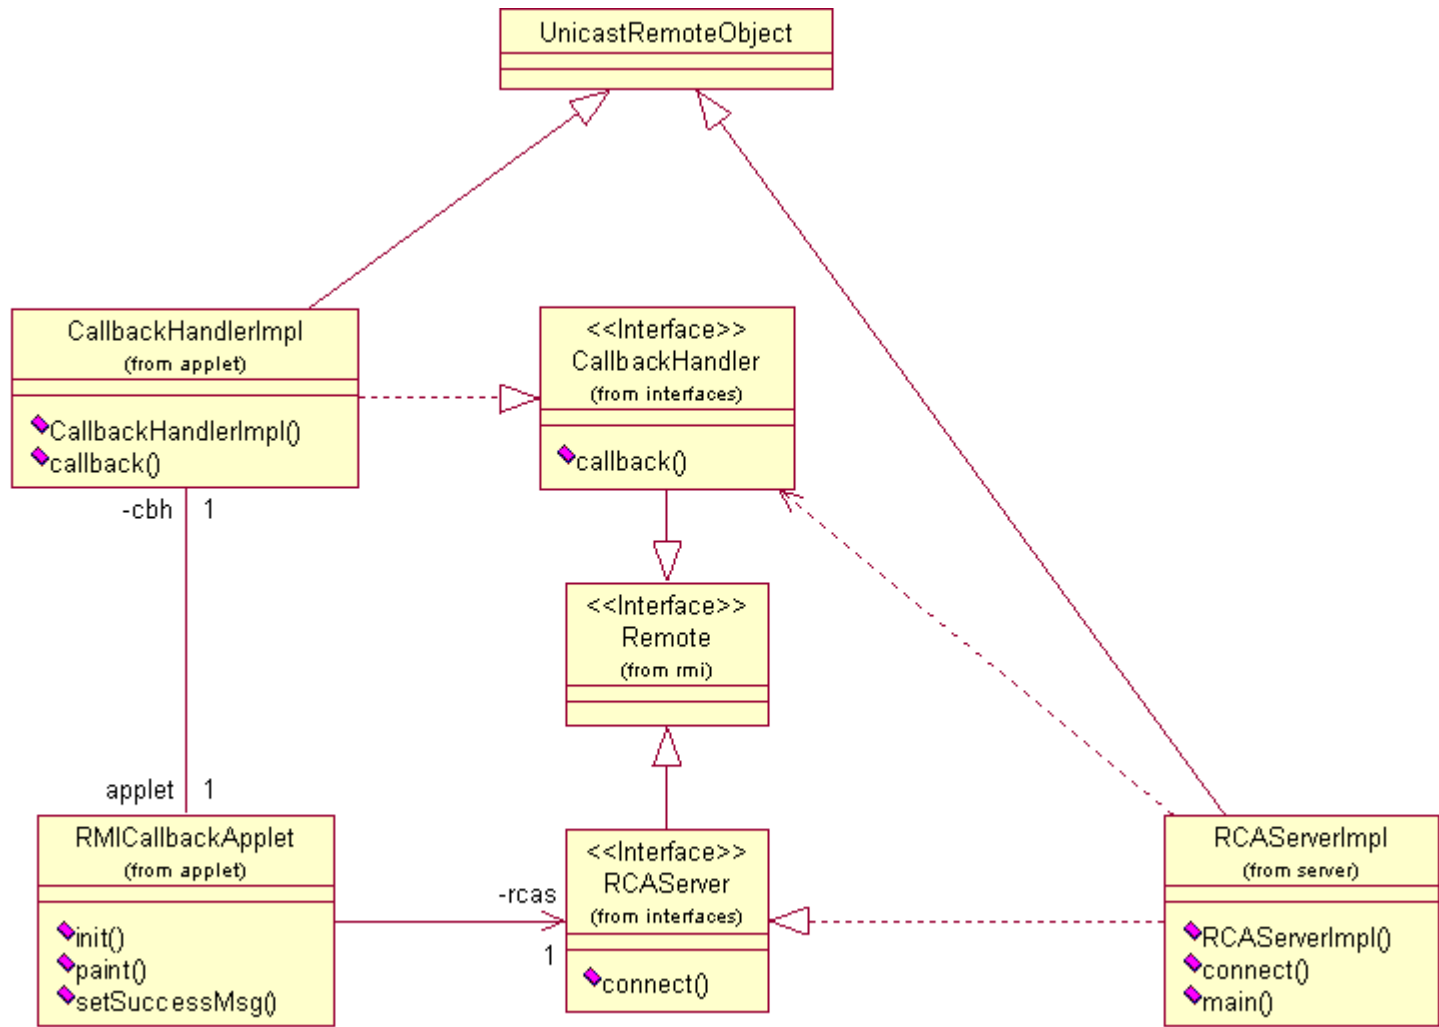 UnicastRemoteObject
CallbackHandlerImpl
(from applet)
CallbackHandlerImpl()
callback()
<<Interface>>
CallbackHandler
(from interfaces)
callback()
-cbh 1
<<Interface>>
Remote
(from rmi)
applet 1
RMICallbackApplet
(from applet)
init()
paint()
setSuccessMsg()
-rcas
1
<<Interface>>
RCAServer
(from interfaces)
connect()
RCAServerImpl
(from server)
RCAServerImpl()
connect()
main()